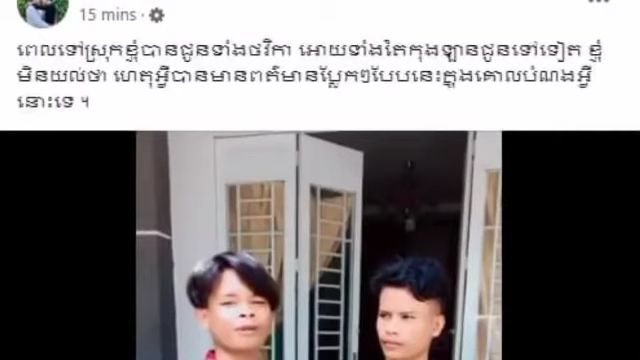 15 mins ·
ពេលទៅស្រុកខ្ញុំបានជូនទាំងថវិកា អោយទាំងតៃកុងឡានជូនទៅទៀត ខ្ញុំ
មិនយល់ថា ហេតុអ្វីបានមានពត៌មានប្លែកៗបែបនេះក្នុងគោលបំណងអ្វី
នោះទេ ។